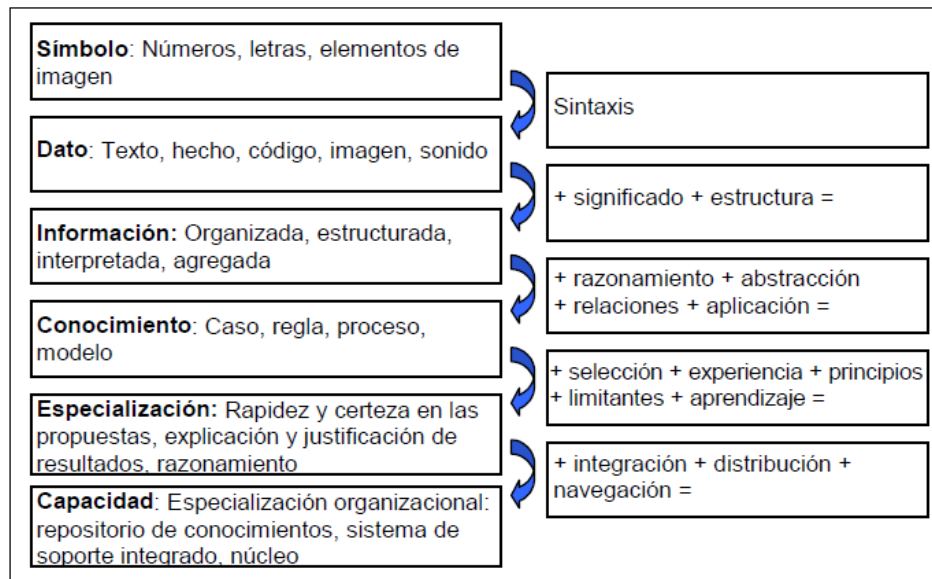 Símbolo: Números, letras, elementos de
imagen
Sintaxis
Dato: Texto, hecho, código, imagen, sonido
+ significado + estructura =
Información: Organizada, estructurada,
interpretada, agregada
+ razonamiento + abstracción
+ relaciones + aplicación =
Conocimiento: Caso, regla, proceso,
modelo
+ selección + experiencia + principios
+ limitantes + aprendizaje =
Especialización: Rapidez y certeza en las
propuestas, explicación y justificación de
resultados, razonamiento
+ integración + distribución +
navegación =
Capacidad: Especialización organizacional:
repositorio de conocimientos, sistema de
soporte integrado, núcleo